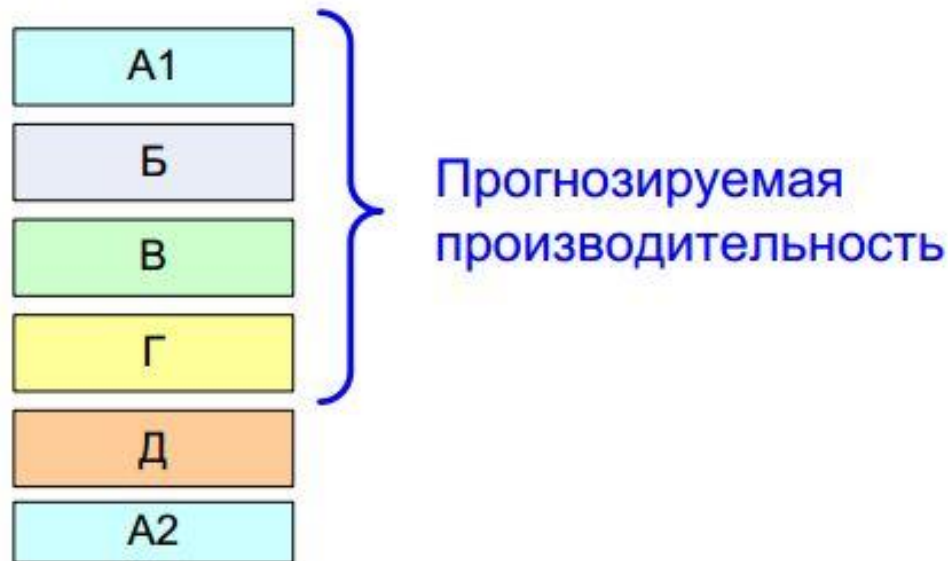 А1
Б
В
Г
Д
А2
Прогнозируемая
производительность